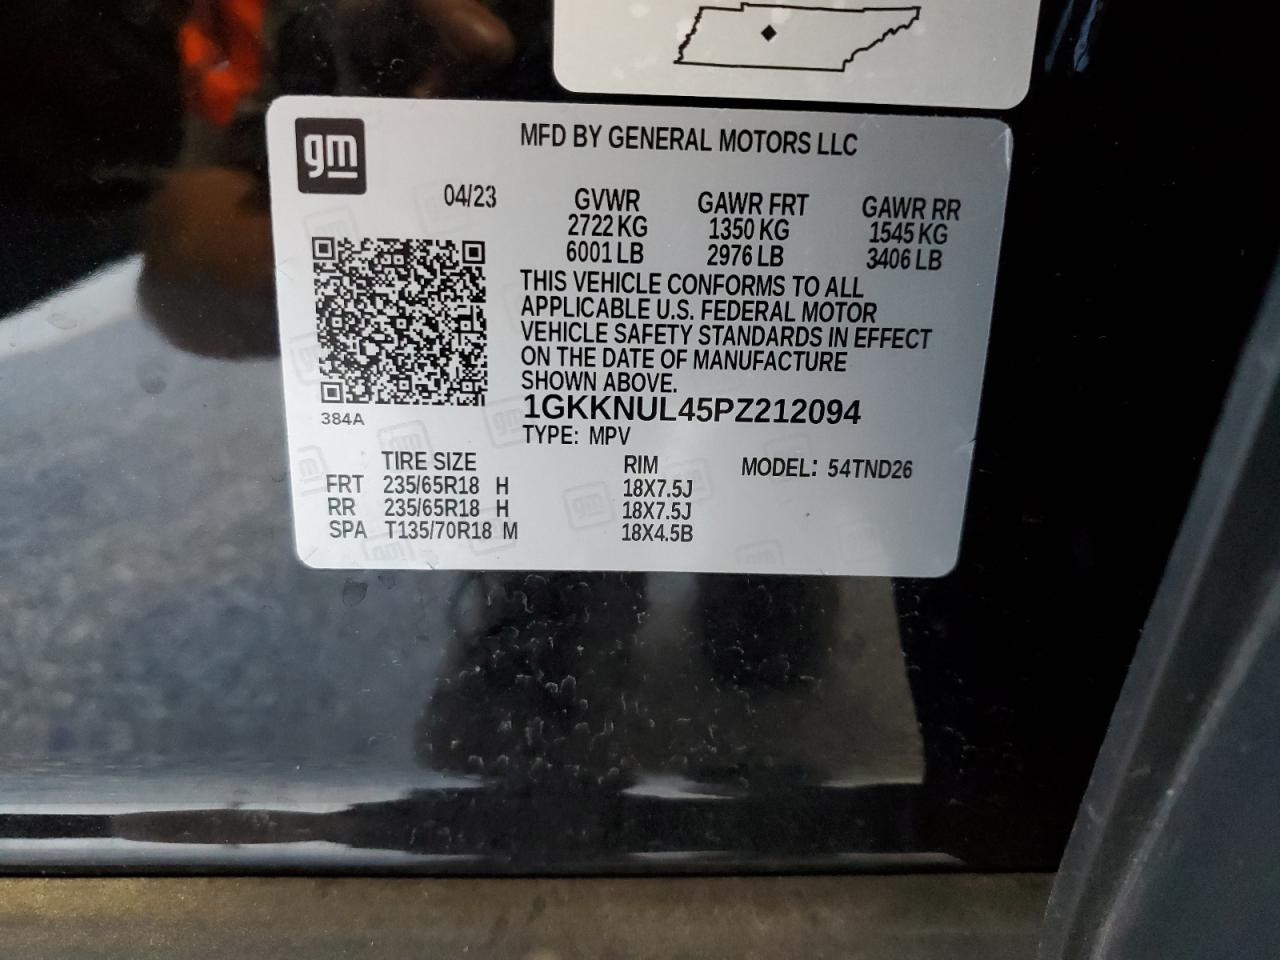 gm
MFD BY GENERAL MOTORS LLC
04/23 GVWR GAWR FRT GAWR RR
2722 KG 1350 KG 1545 KG
6001 LB 2976 LB 3406 LB
THIS VEHICLE CONFORMS TO ALL
APPLICABLE U.S. FEDERAL MOTOR
VEHICLE SAFETY STANDARDS IN EFFECT
ON THE DATE OF MANUFACTURE
SHOWN ABOVE.
384A
1GKKNUL45PZ212094
TYPE: MPV
TIRE SIZE RIM MODEL: 54TND26
FRT 235/65R18 H 18X7.5J
RR 235/65R18 H 18X7.5J
SPA T135/70R18 M 18X4.5B